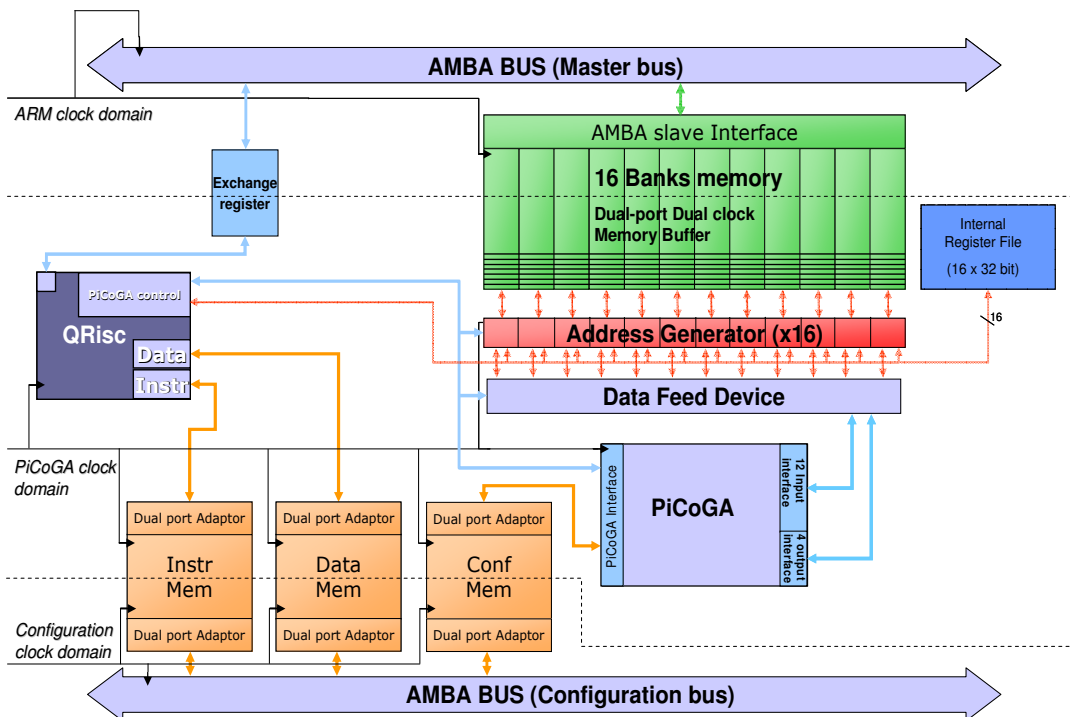 AMBA BUS (Master bus)
ARM clock domain
AMBA slave Interface
Exchange
register
16 Banks memory
Dual-port Dual clock
Memory Buffer
Internal
Register File
(16 x 32 bit)
16
PiCoGA control
QRisc
Data
Instr
Address Generator (x16)
Data Feed Device
PiCoGA clock
domain
PiCoGA Interface
PiCoGA
12 Input
interface
4 output
interface
Dual port Adaptor
Instr
Mem
Dual port Adaptor
Dual port Adaptor
Data
Mem
Dual port Adaptor
Dual port Adaptor
Conf
Mem
Dual port Adaptor
Configuration
clock domain
AMBA BUS (Configuration bus)